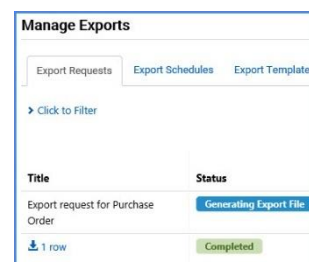 Manage Exports
Export Requests Export Schedules Export Template
Click to Filter
Title Status
Export request for Purchase Generating Export File
Order
1 row Completed